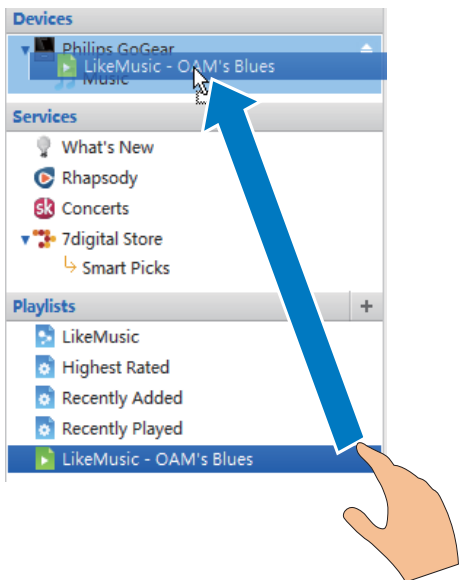 Devices
Philips GoGear
LikeMusic - OAM's Blues
Music
Services
What's New
Rhapsody
sk Concerts
7digital Store
Smart Picks
Playlists +
LikeMusic
Highest Rated
Recently Added
Recently Played
LikeMusic - OAM's Blues